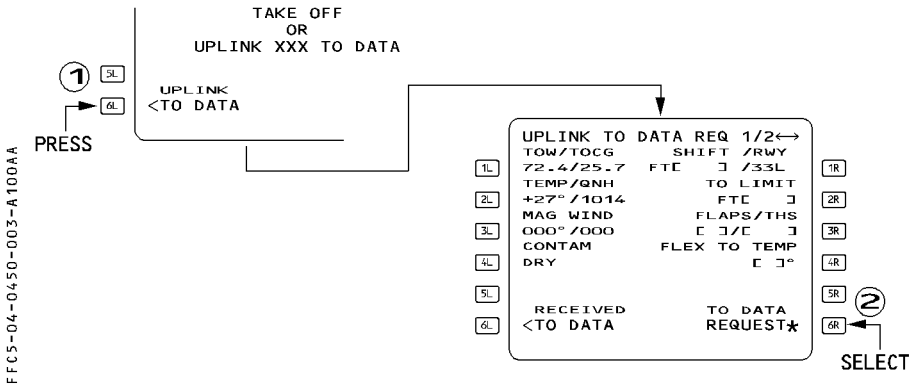 TAKE OFF
OR
UPLINK XXX TO DATA
1
5L
UPLINK
6L
<TO DATA
PRESS
UPLINK TO DATA REQ 1/2↔
TOW/TOCG SHIFT /RWY
1L 72.4/25.7 FT[ ] /33L 1R
TEMP/QNH TO LIMIT
2L +27°/1014 FT[ ] 2R
MAG WIND FLAPS/THS
3L 000°/000 [ ]/[ ] 3R
CONTAM FLEX TO TEMP
4L DRY [ ]° 4R
5L 5R
2
RECEIVED TO DATA
6L <TO DATA REQUEST* 6R
SELECT
FFC5-04-0450-003-A100AA